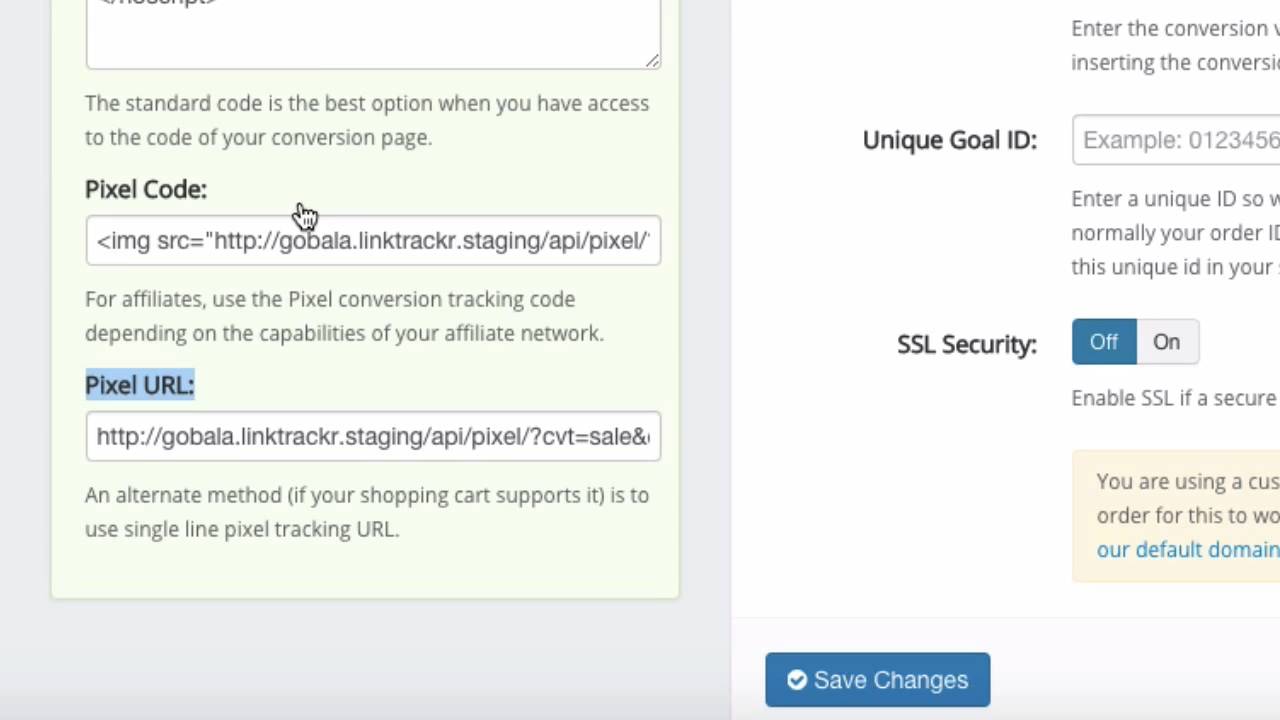 </noscript>
The standard code is the best option when you have access
to the code of your conversion page.
Pixel Code:
<img src="http://gobala.linktrackr.staging/api/pixel/
For affiliates, use the Pixel conversion tracking code
depending on the capabilities of your affiliate network.
Pixel URL:
http://gobala.linktrackr.staging/api/pixel/?cvt=sale&
An alternate method (if your shopping cart supports it) is to
use single line pixel tracking URL.
Enter the conversion
inserting the
Unique Goal ID:
Example: 0123456
Enter a unique ID so
normally your order ID
this unique id in your
SSL Security:
Off On
Enable SSL if a secure
You are using a
order for this to
our default domain
Save Changes